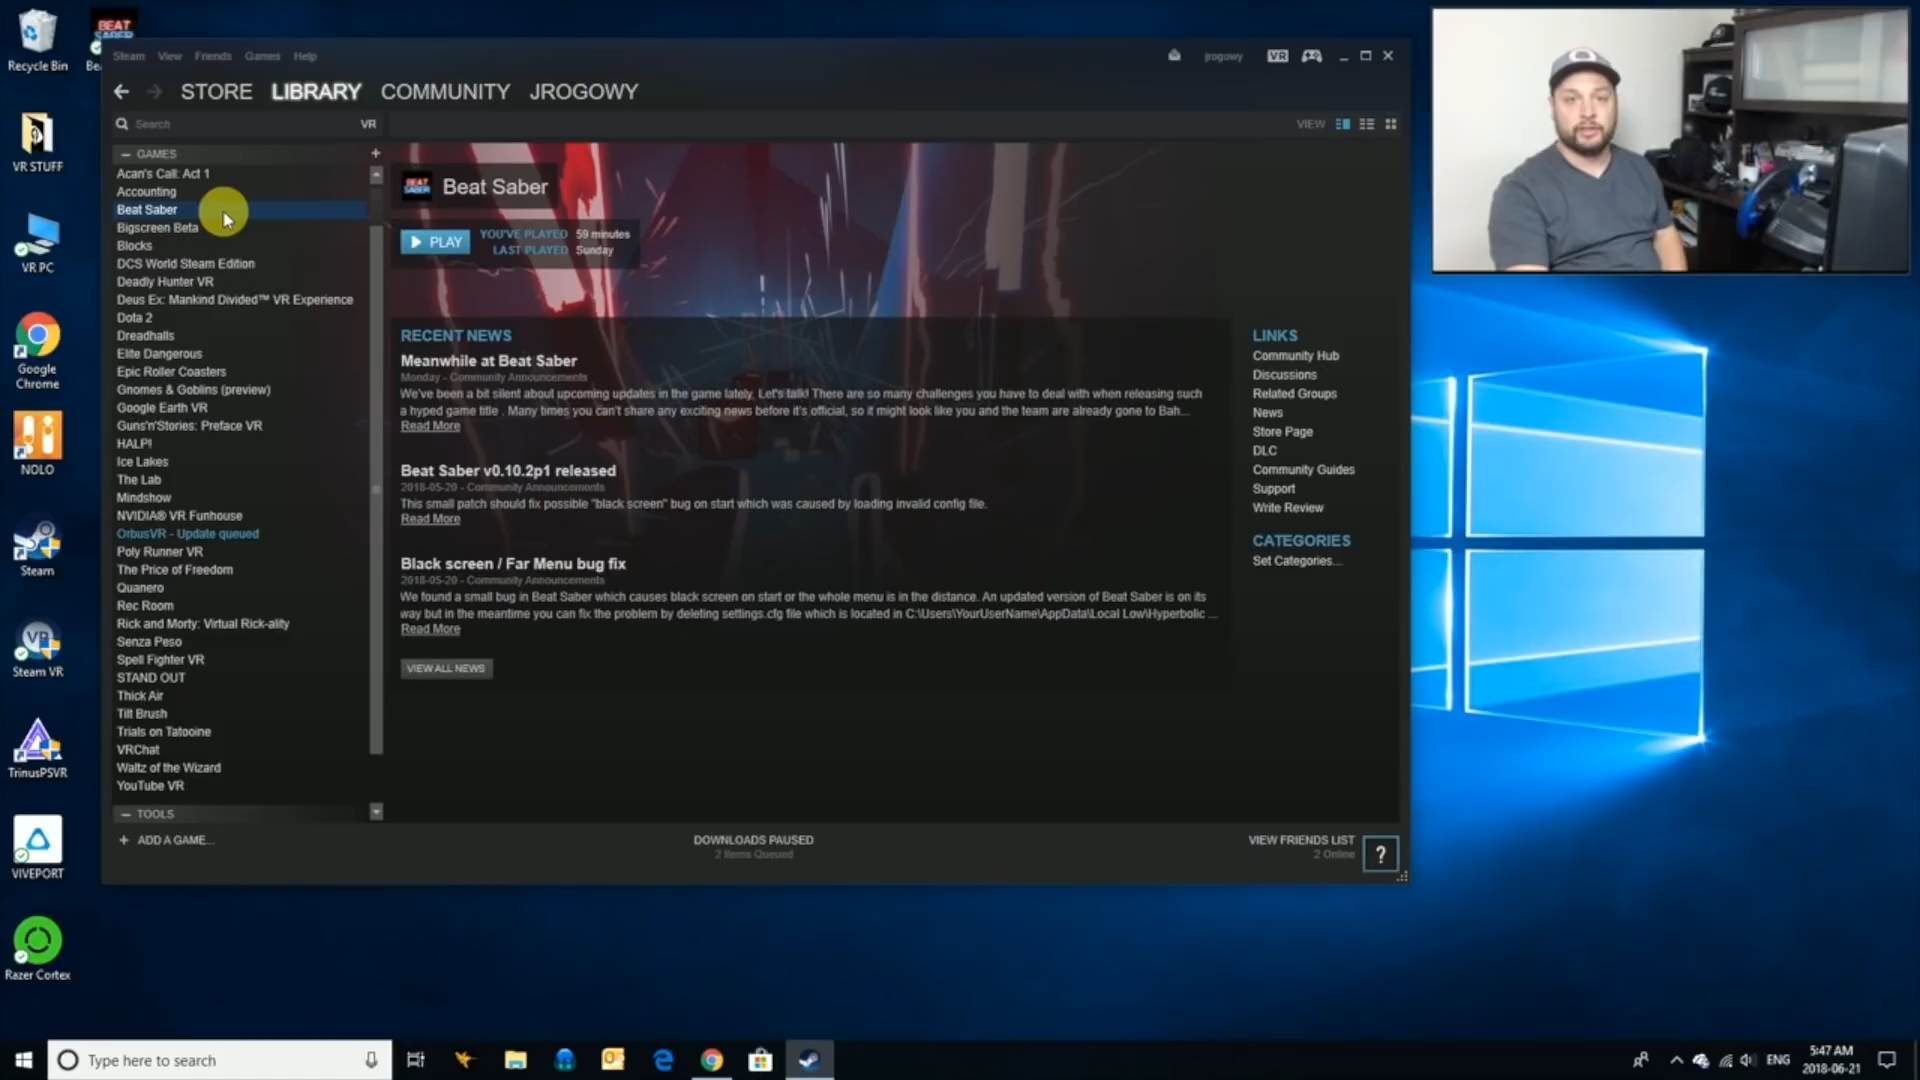 Recycle Bin
BEAT
SABER
Bea
VR STUFF
VR PC
Google
Chrome
NOLO
Steam
Steam VR
TrinusPSVR
VIVEPORT
Razer Cortex
Steam View Friends Games Help
jrogowy VR
STORE LIBRARY COMMUNITY JROGOWY
Search VR
VIEW
GAMES +
Acan's Call: Act 1
Accounting
Beat Saber
Bigscreen Beta
Blocks
DCS World Steam Edition
Deadly Hunter VR
Deus Ex: Mankind Divided™ VR Experience
Dota 2
Dreadhalls
Elite Dangerous
Epic Roller Coasters
Gnomes & Goblins (preview)
Google Earth VR
Guns'n'Stories: Preface VR
HALP!
Ice Lakes
The Lab
Mindshow
NVIDIA® VR Funhouse
OrbusVR - Update queued
Poly Runner VR
The Price of Freedom
Quanero
Rec Room
Rick and Morty: Virtual Rick-ality
Senza Peso
Spell Fighter VR
STAND OUT
Thick Air
Tilt Brush
Trials on Tatooine
VRChat
Waltz of the Wizard
YouTube VR
TOOLS
+ ADD A GAME...
BEAT
SABER
Beat Saber
PLAY
YOU'VE PLAYED 59 minutes
LAST PLAYED Sunday
RECENT NEWS
Meanwhile at Beat Saber
Monday - Community Announcements
We've been a bit silent about upcoming updates in the game lately. Let's talk! There are so many challenges you have to deal with when releasing such
a hyped game title . Many times you can't share any exciting news before it's official, so it might look like you and the team are already gone to Bah...
Read More
Beat Saber v0.10.2p1 released
2018-05-20 - Community Announcements
This small patch should fix possible "black screen" bug on start which was caused by loading invalid config file.
Read More
Black screen / Far Menu bug fix
2018-05-20 - Community Announcements
We found a small bug in Beat Saber which causes black screen on start or the whole menu is in the distance. An updated version of Beat Saber is on its
way but in the meantime you can fix the problem by deleting settings.cfg file which is located in C:\Users\YourUserName\AppData\Local Low\Hyperbolic ...
Read More
VIEW ALL NEWS
LINKS
Community Hub
Discussions
Related Groups
News
Store Page
DLC
Community Guides
Support
Write Review
CATEGORIES
Set Categories...
DOWNLOADS PAUSED
2 Items Queued
VIEW FRIENDS LIST
2 Online
?
Type here to search
ENG
5:47 AM
2018-06-21